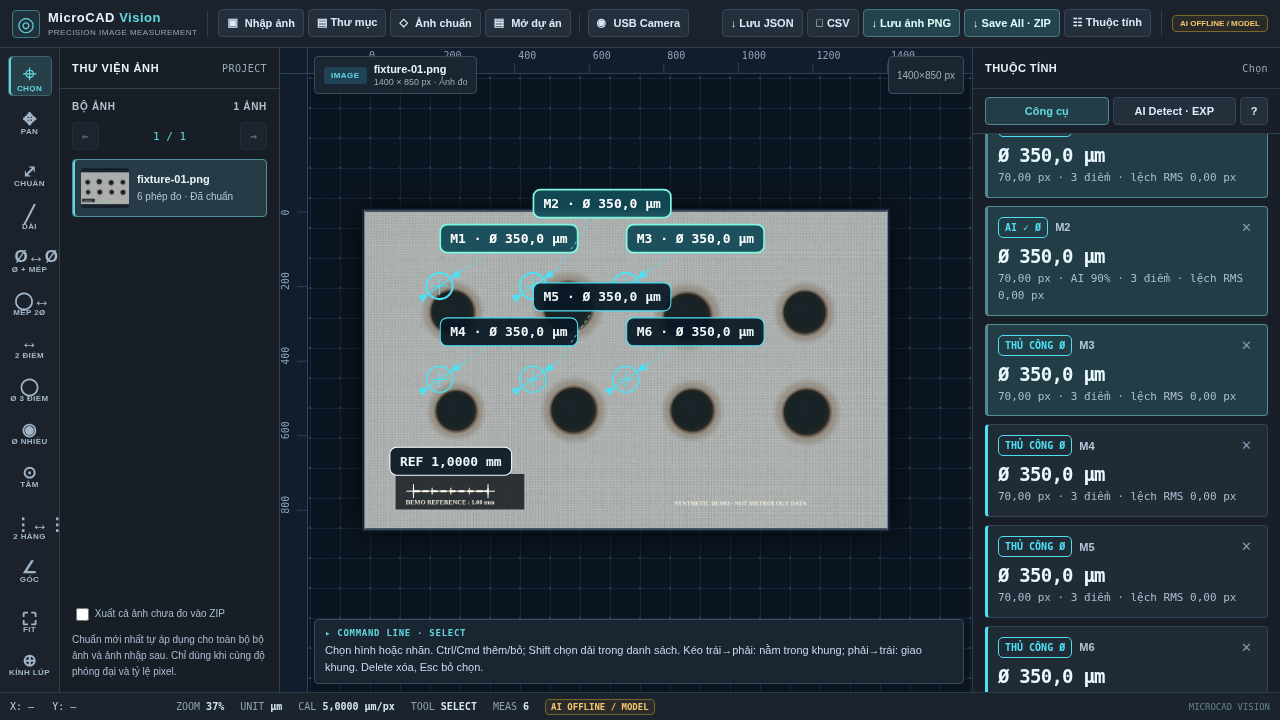 MicroCAD Vision
PRECISION IMAGE MEASUREMENT
Nhập ảnh
Thư mục
Ảnh chuẩn
Mở dự án
USB Camera
↓ Lưu JSON
CSV
↓ Lưu ảnh PNG
↓ Save All · ZIP
Thuộc tính
AI OFFLINE / MODEL
CHỌN
PAN
CHUẨN
DÀI
Ø↔Ø
Ø + MÉP
MÉP 2Ø
2 ĐIỂM
Ø 3 ĐIỂM
Ø NHIỀU
TÂM
2 HÀNG
GÓC
FIT
KÍNH LÚP
THƯ VIỆN ẢNH
PROJECT
BỘ ẢNH
1 ẢNH
←
1 / 1
→
fixture-01.png
6 phép đo · Đã chuẩn
Xuất cả ảnh chưa đo vào ZIP
Chuẩn mới nhất tự áp dụng cho toàn bộ bộ
ảnh và ảnh nhập sau. Chỉ dùng khi cùng độ
phóng đại và tỷ lệ pixel.
0
200
400
600
800
1000
1200
1400
0
200
400
600
800
IMAGE
fixture-01.png
1400 × 850 px · Ảnh đo
1400×850 px
M2 · Ø 350,0 µm
M1 · Ø 350,0 µm
M3 · Ø 350,0 µm
M5 · Ø 350,0 µm
M4 · Ø 350,0 µm
M6 · Ø 350,0 µm
REF 1,0000 mm
DEMO REFERENCE : 1.00 mm
SYNTHETIC DEMO - NOT METROLOGY DATA
▸ COMMAND LINE · SELECT
Chọn hình hoặc nhãn. Ctrl/Cmd thêm/bỏ; Shift chọn dải trong danh sách. Kéo trái→phải: nằm trong khung; phải→trái: giao
khung. Delete xóa, Esc bỏ chọn.
THUỘC TÍNH
Chọn
Công cụ
AI Detect · EXP
?
Ø 350,0 µm
70,00 px · 3 điểm · lệch RMS 0,00 px
AI ✓ Ø
M2
×
Ø 350,0 µm
70,00 px · AI 90% · 3 điểm · lệch RMS
0,00 px
THỦ CÔNG Ø
M3
×
Ø 350,0 µm
70,00 px · 3 điểm · lệch RMS 0,00 px
THỦ CÔNG Ø
M4
×
Ø 350,0 µm
70,00 px · 3 điểm · lệch RMS 0,00 px
THỦ CÔNG Ø
M5
×
Ø 350,0 µm
70,00 px · 3 điểm · lệch RMS 0,00 px
THỦ CÔNG Ø
M6
×
Ø 350,0 µm
X: —
Y: —
ZOOM 37%
UNIT µm
CAL 5,0000 µm/px
TOOL SELECT
MEAS 6
AI OFFLINE / MODEL
MICROCAD VISION